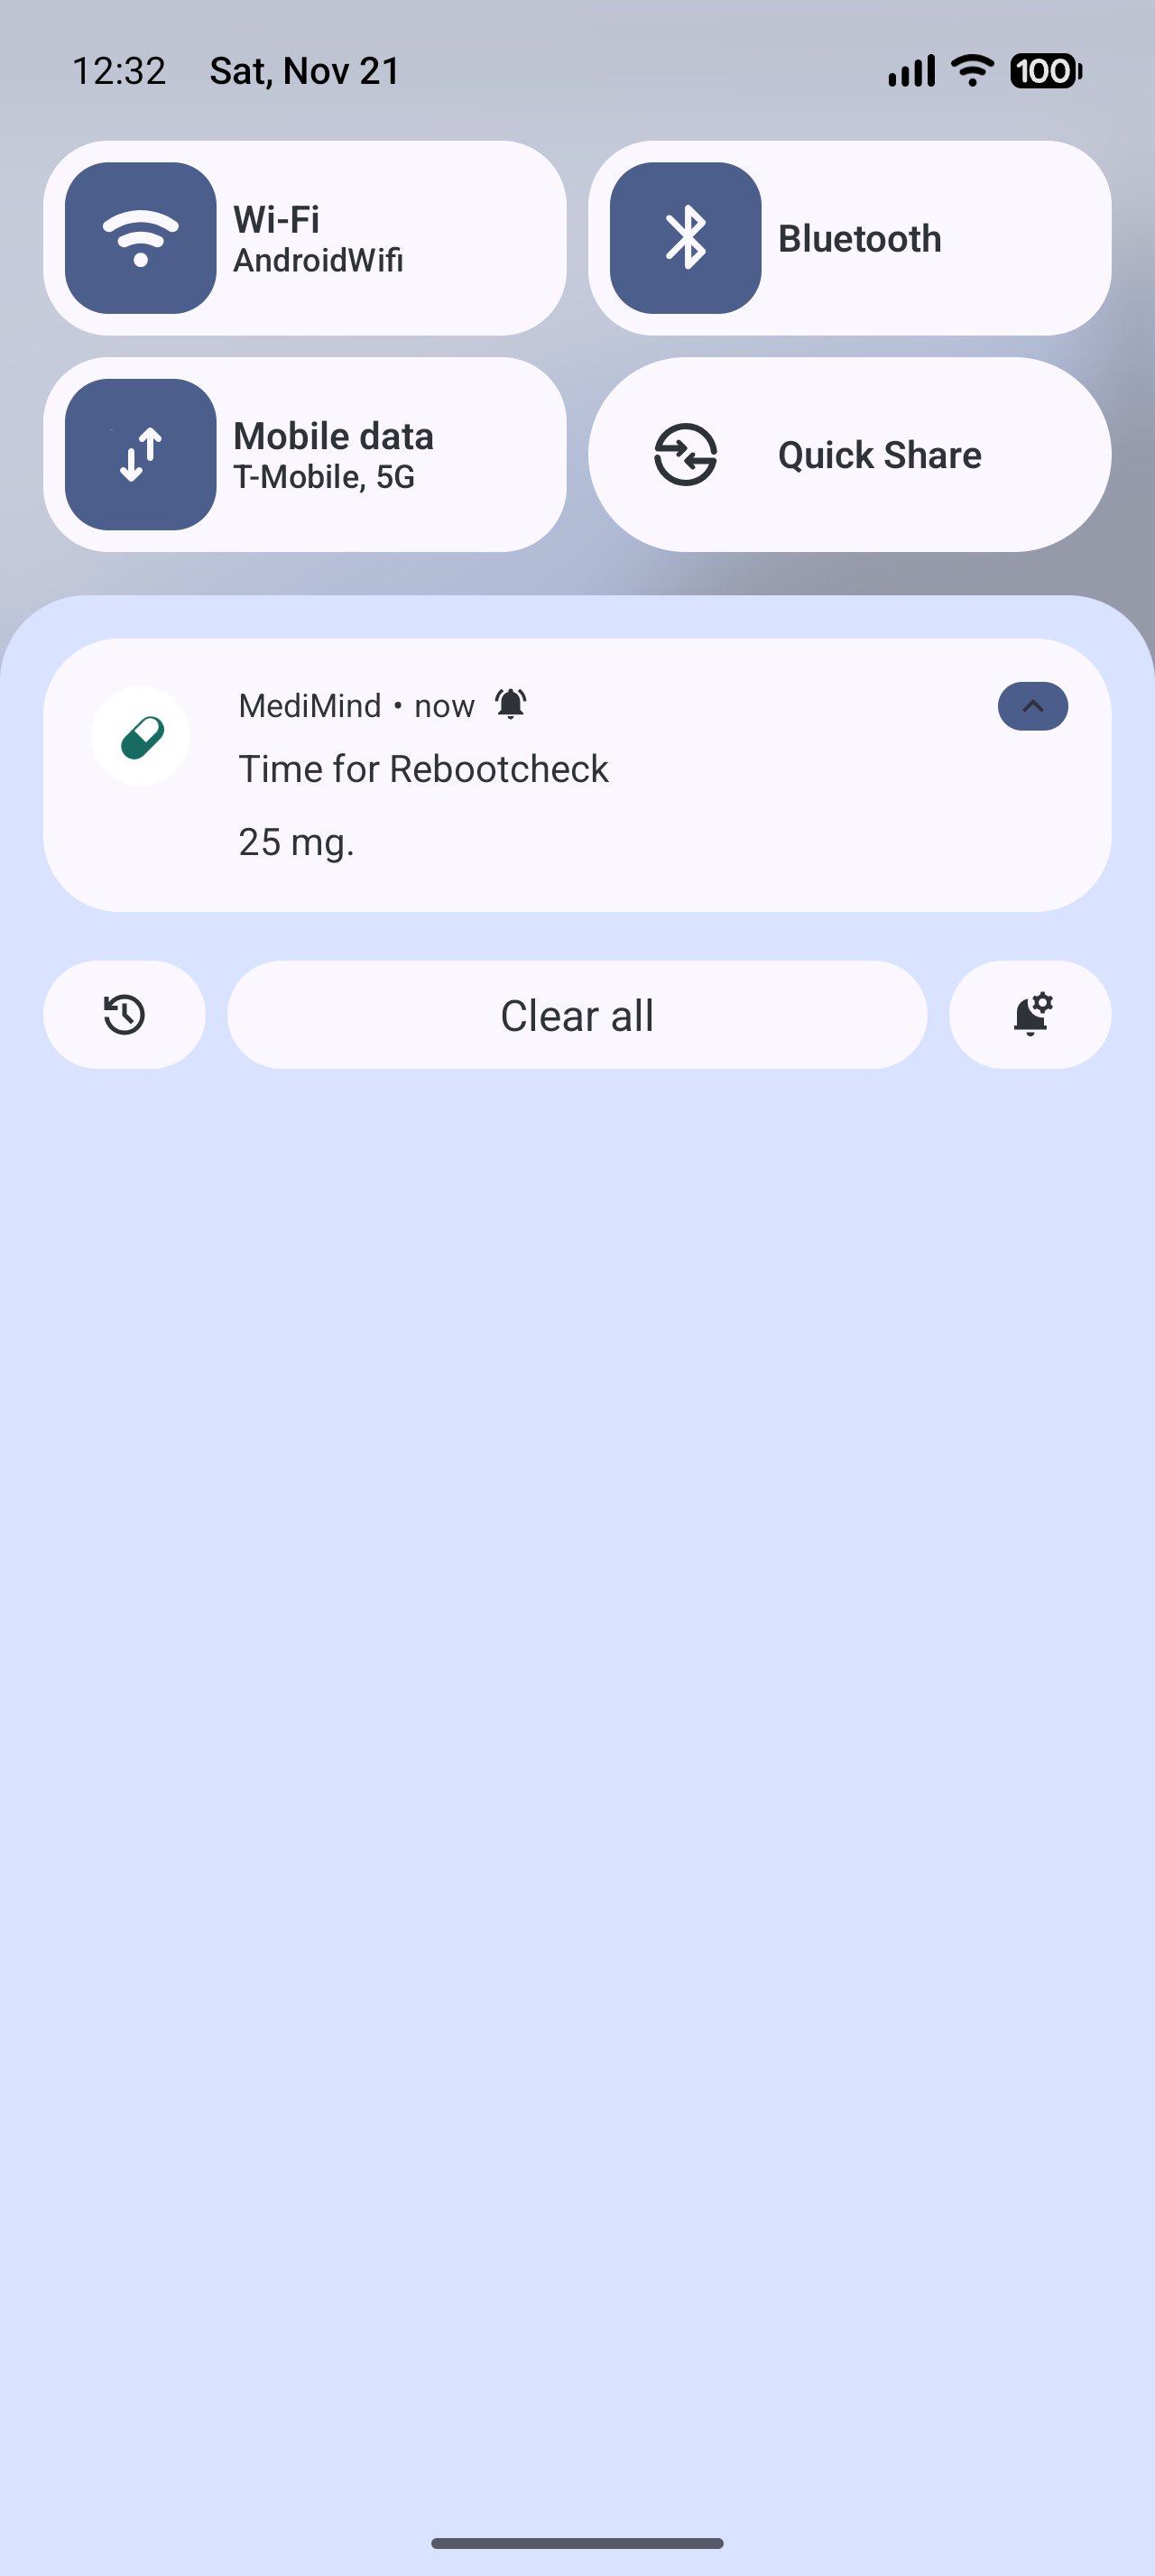 12:32 Sat, Nov 21 100
Wi-Fi
AndroidWifi
Bluetooth
Mobile data
T-Mobile, 5G
Quick Share
MediMind • now
Time for Rebootcheck
25 mg.
Clear all